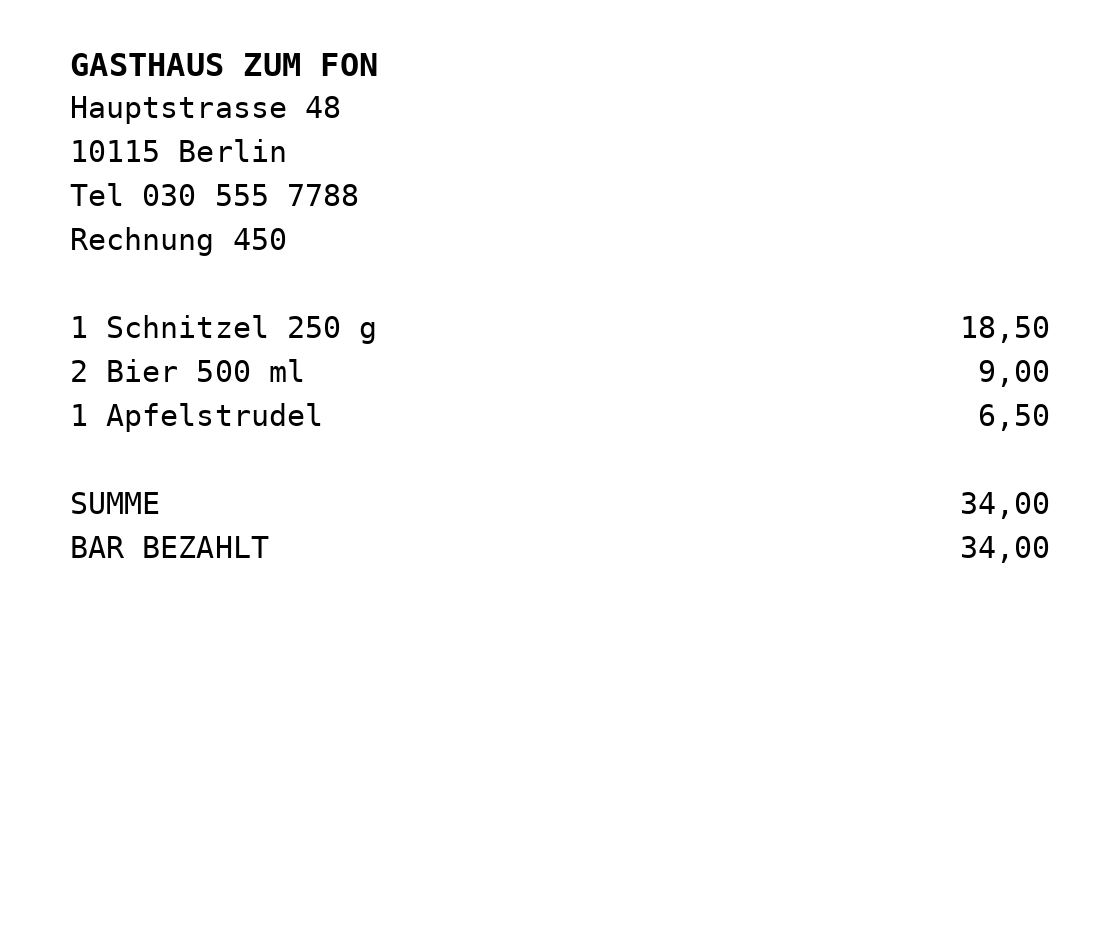 GASTHAUS ZUM FON
Hauptstrasse 48
10115 Berlin
Tel 030 555 7788
Rechnung 450
1 Schnitzel 250 g 18,50
2 Bier 500 ml 9,00
1 Apfelstrudel 6,50
SUMME 34,00
BAR BEZAHLT 34,00